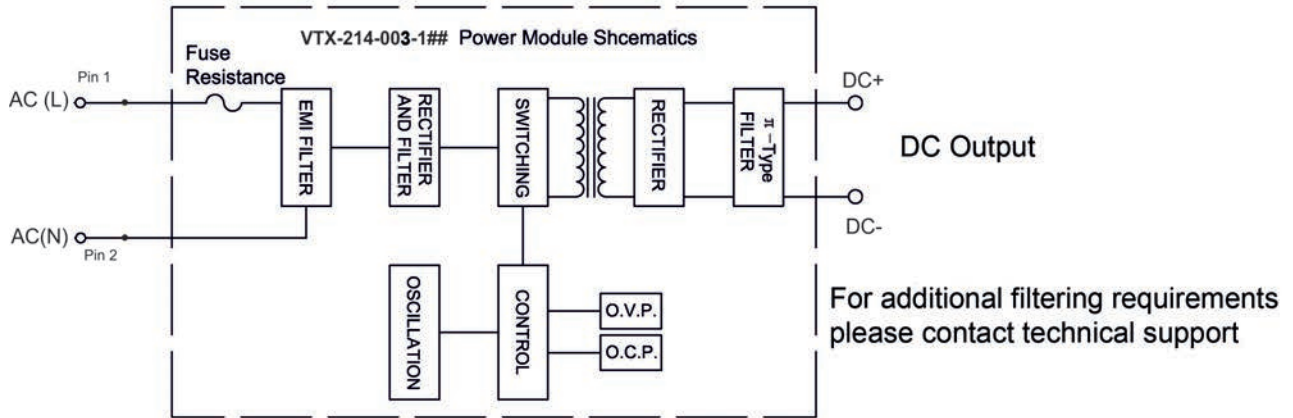 VTX-214-003-1## Power Module Shcematics
Fuse
Resistance
Pin 1
AC (L)
EMI FILTER
RECTIFIER
AND FILTER
SWITCHING
RECTIFIER
π -Type
FILTER
DC+
DC Output
DC-
AC(N)
Pin 2
OSCILLATION
CONTROL
O.V.P.
O.C.P.
For additional filtering requirements
please contact technical support